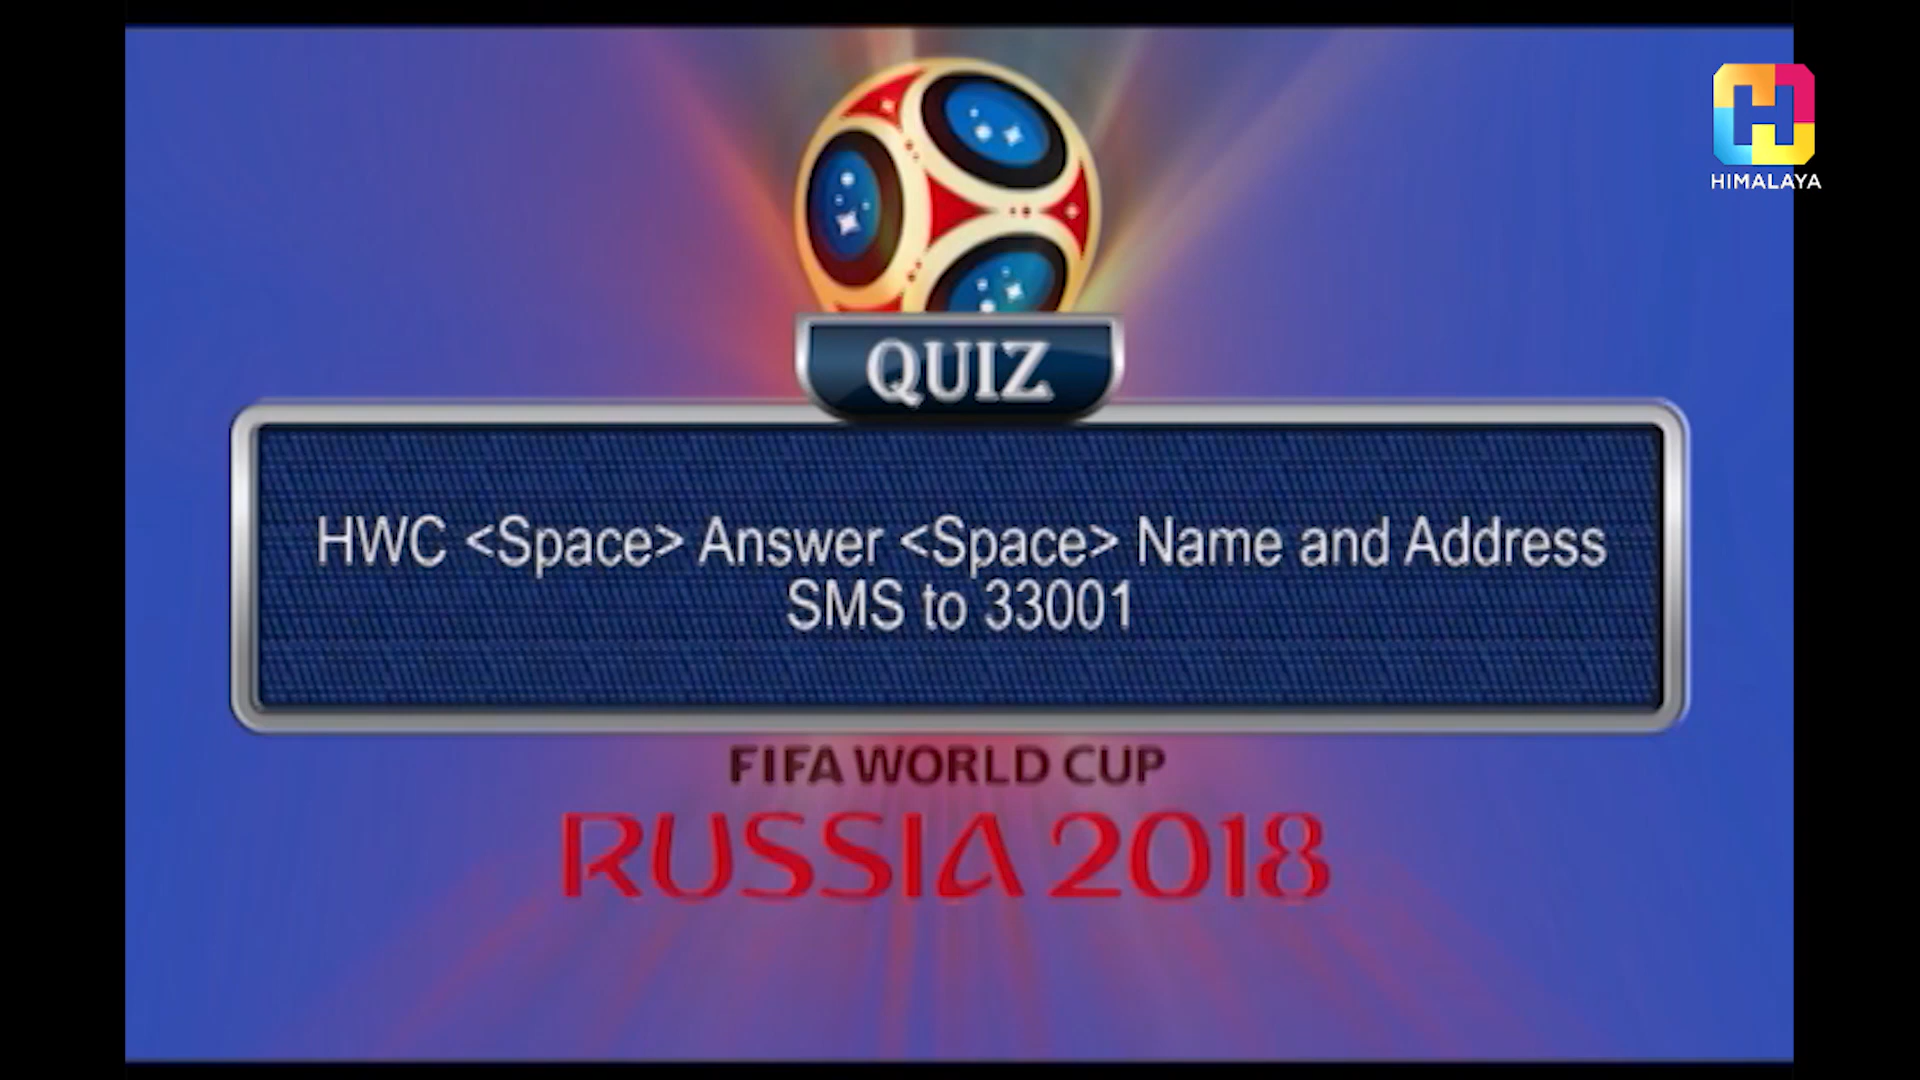 HIMALAYA
QUIZ
HWC <Space> Answer <Space> Name and Address
SMS to 33001
FIFA WORLD CUP
RUSSIA 2018